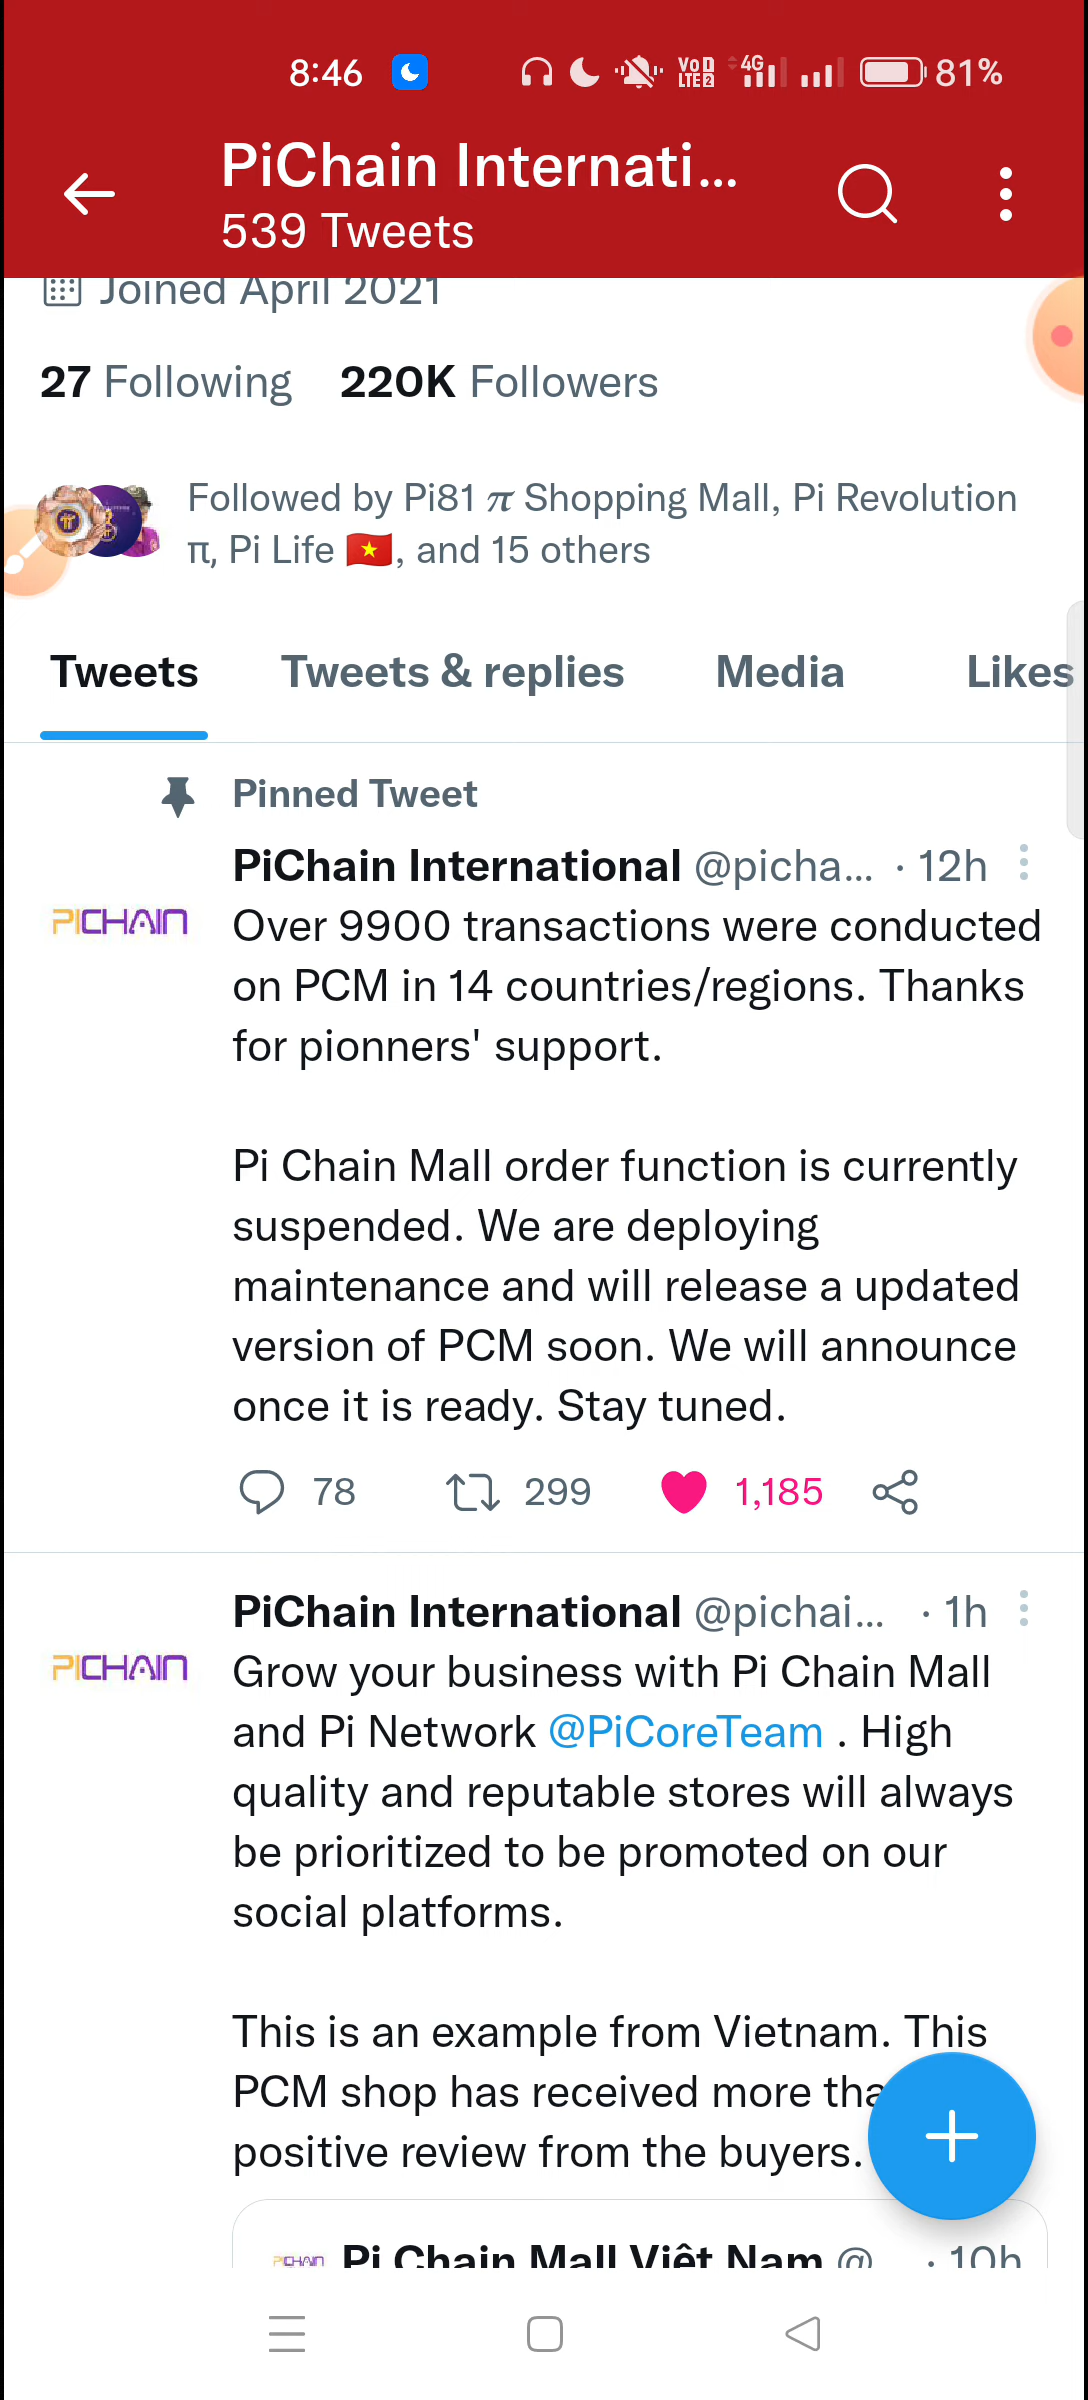 8:46 Vo LTE 1 2 4G 81%
PiChain Internati...
539 Tweets
Joined April 2021
27 Following 220K Followers
Followed by Pi81 π Shopping Mall, Pi Revolution
π, Pi Life 🇻🇳, and 15 others
Tweets Tweets & replies Media Likes
Pinned Tweet
PiChain International @picha... · 12h
PICHAIN
Over 9900 transactions were conducted
on PCM in 14 countries/regions. Thanks
for pionners' support.
Pi Chain Mall order function is currently
suspended. We are deploying
maintenance and will release a updated
version of PCM soon. We will announce
once it is ready. Stay tuned.
78 299 1,185
PiChain International @pichai... · 1h
PICHAIN
Grow your business with Pi Chain Mall
and Pi Network @PiCoreTeam . High
quality and reputable stores will always
be prioritized to be promoted on our
social platforms.
This is an example from Vietnam. This
PCM shop has received more
positive review from the buyers.
PICHAIN Pi Chain Mall Việt Nam @ · 10h